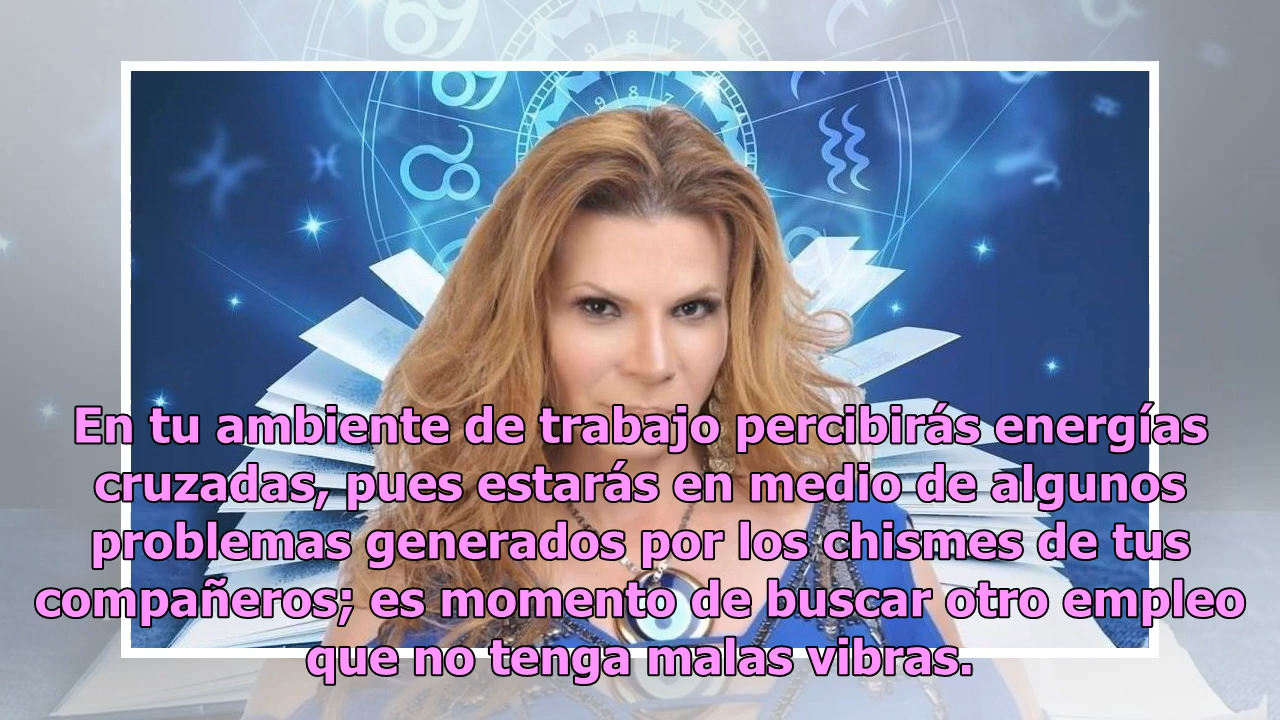 En tu ambiente de trabajo percibirás energías
cruzadas, pues estarás en medio de algunos
problemas generados por los chismes de tus
compañeros; es momento de buscar otro empleo
que no tenga malas vibras.